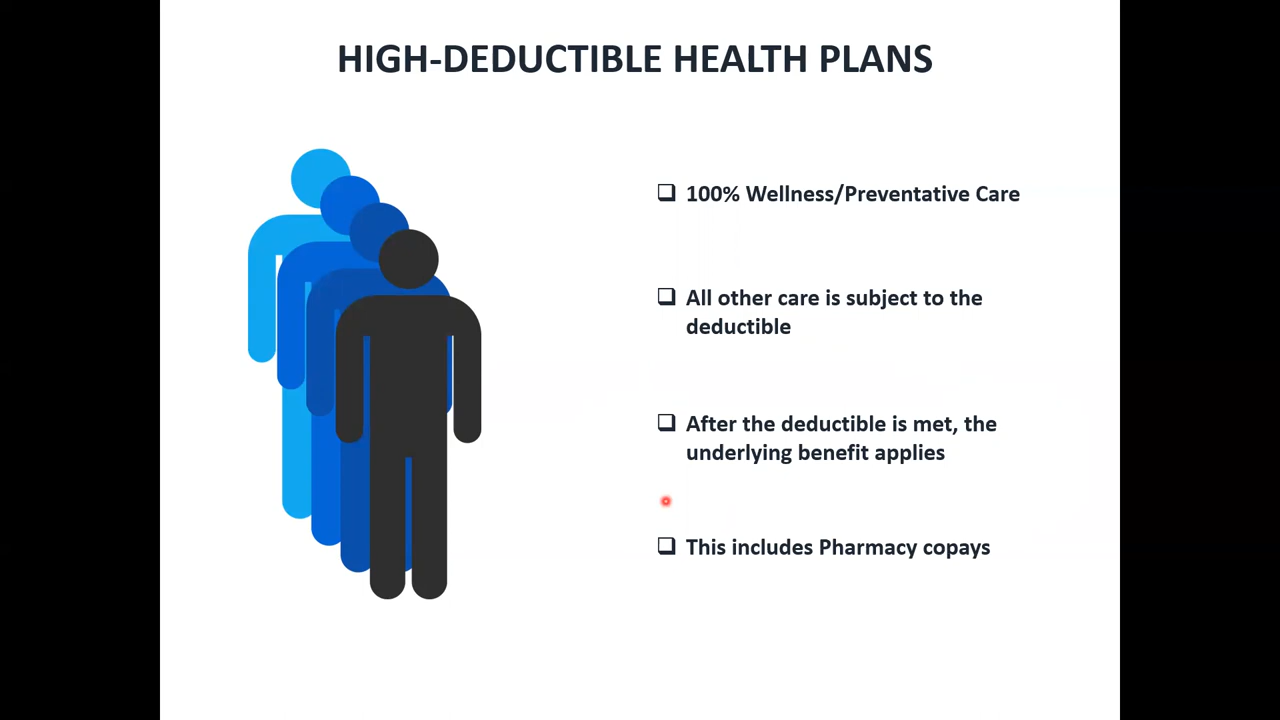 HIGH-DEDUCTIBLE HEALTH PLANS
100% Wellness/Preventative Care
All other care is subject to the
deductible
After the deductible is met, the
underlying benefit applies
This includes Pharmacy copays